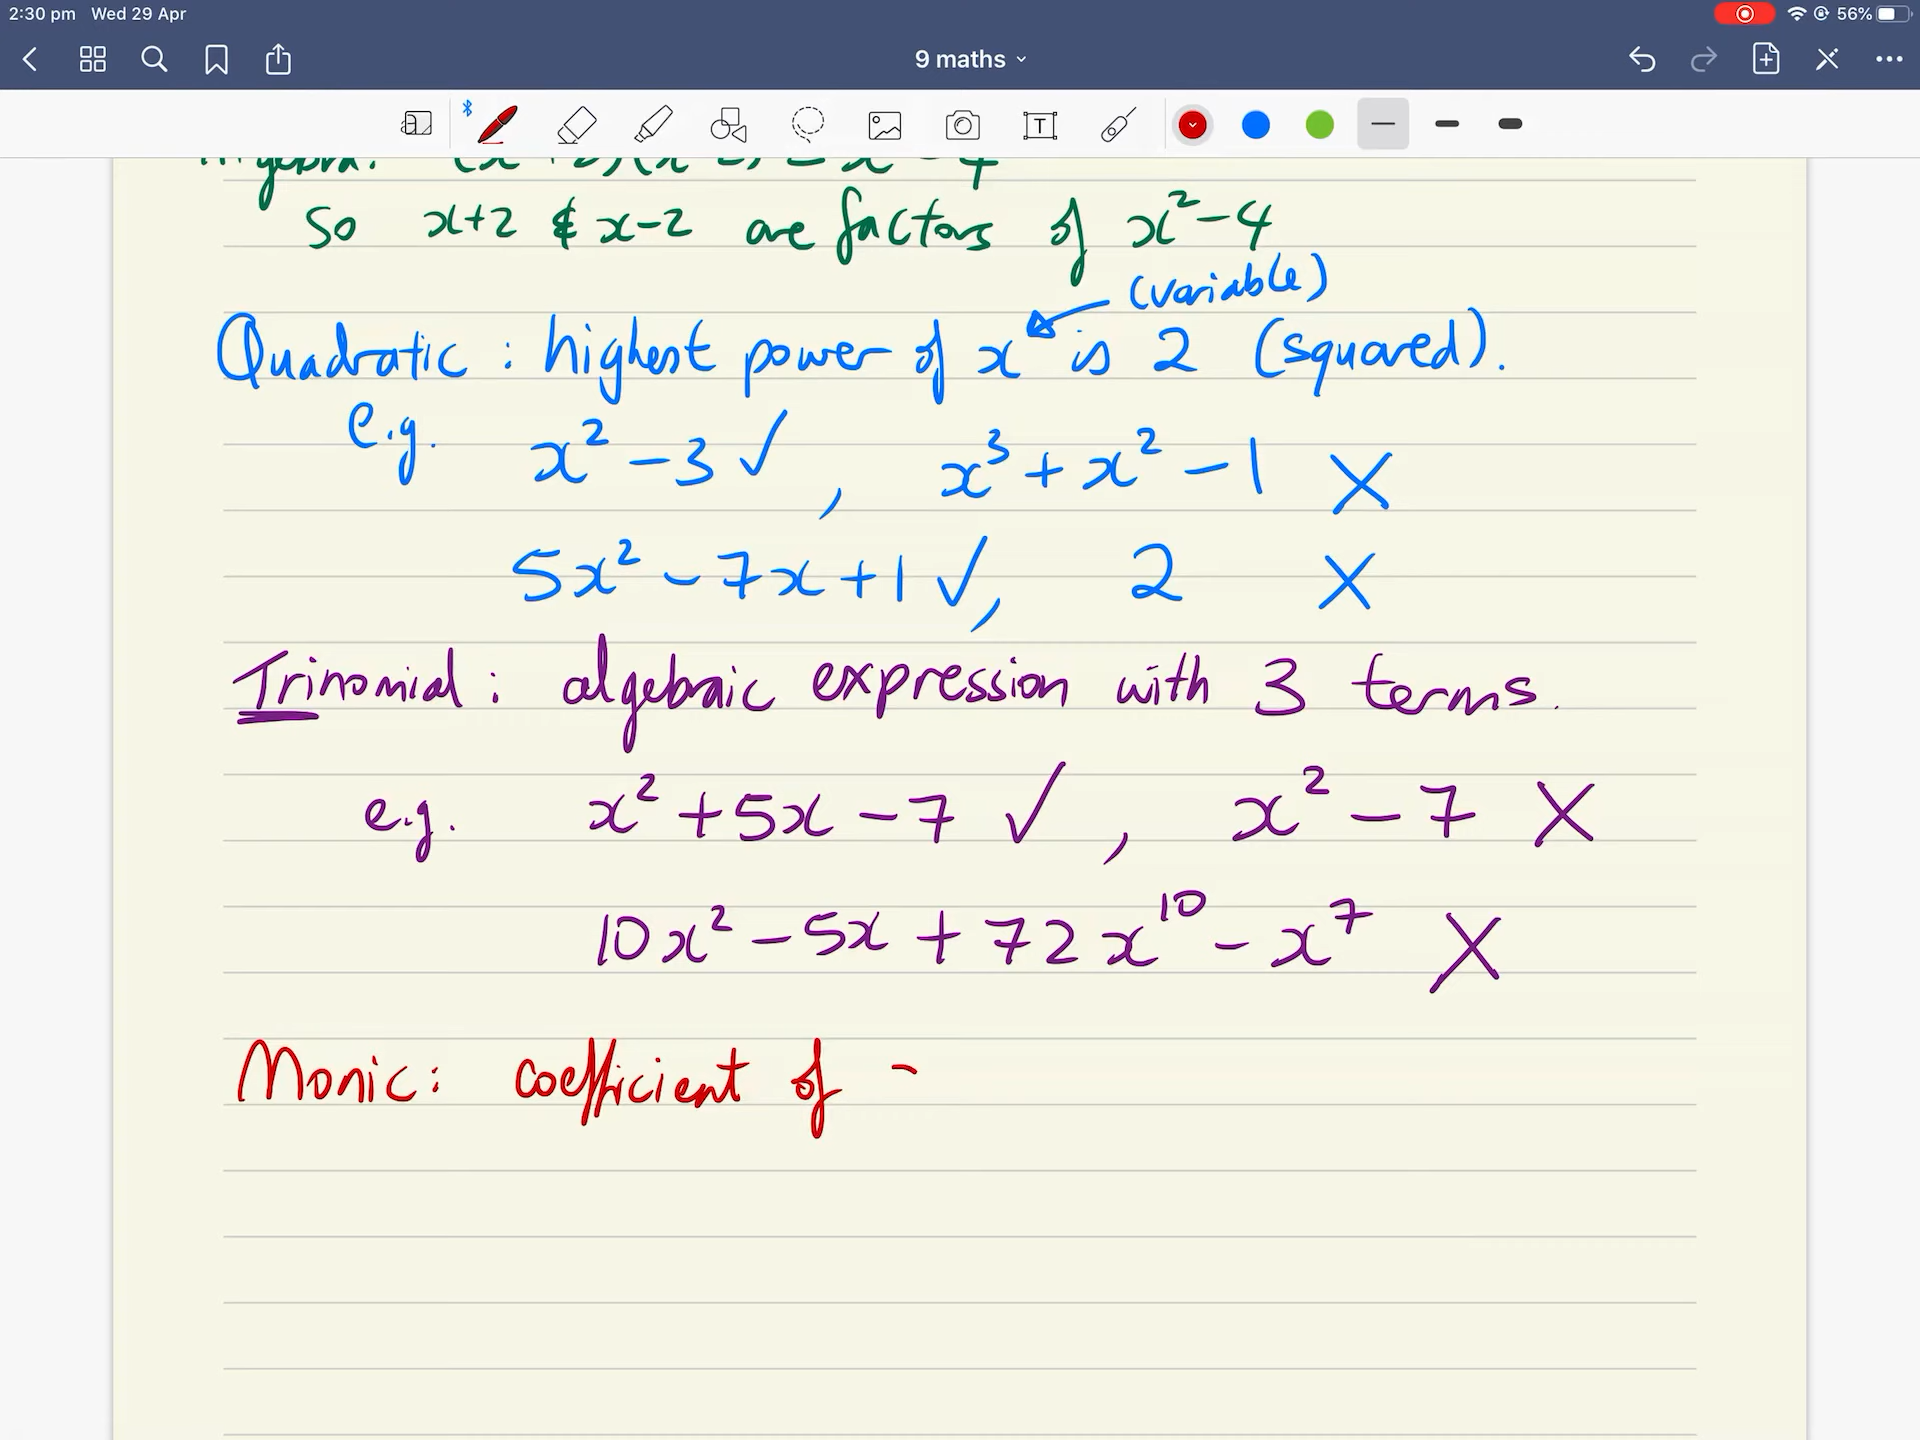 2:30 pm Wed 29 Apr
56%
9 maths
So x+2 & x-2 are factors of x²-4
(variable)
Quadratic : highest power of x is 2 (squared).
e.g. x² - 3 ✓ , x³ + x² - 1 X
5x² - 7x + 1 ✓, 2 X
Trinomial : algebraic expression with 3 terms.
e.g. x² + 5x - 7 ✓ , x² - 7 X
10x² - 5x + 72x¹⁰ - x⁷ X
Monic: coefficient of